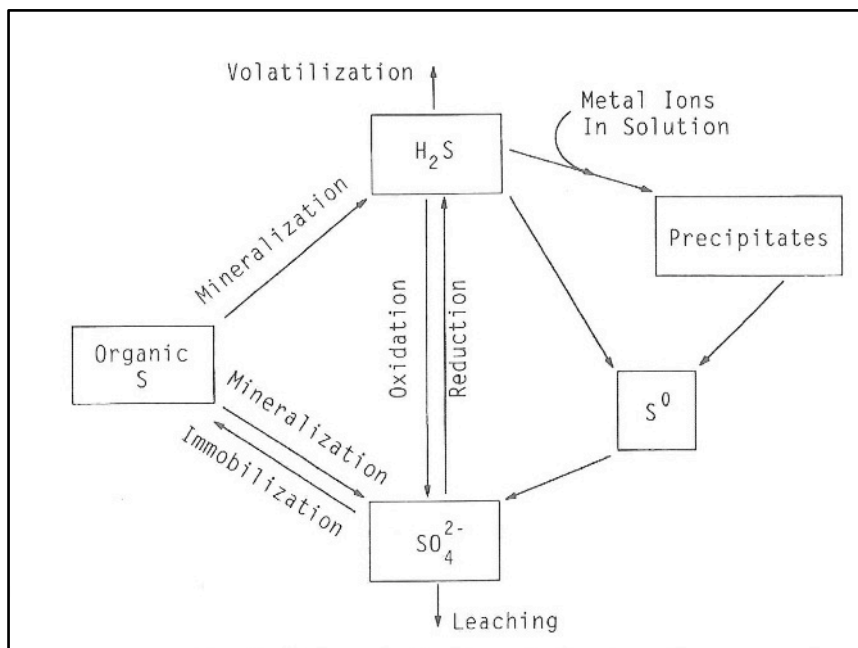 Volatilization
Metal Ions
In Solution
H₂S
Mineralization
Precipitates
Oxidation
Reduction
Organic
S
S⁰
Mineralization
Immobilization
SO₄²⁻
Leaching